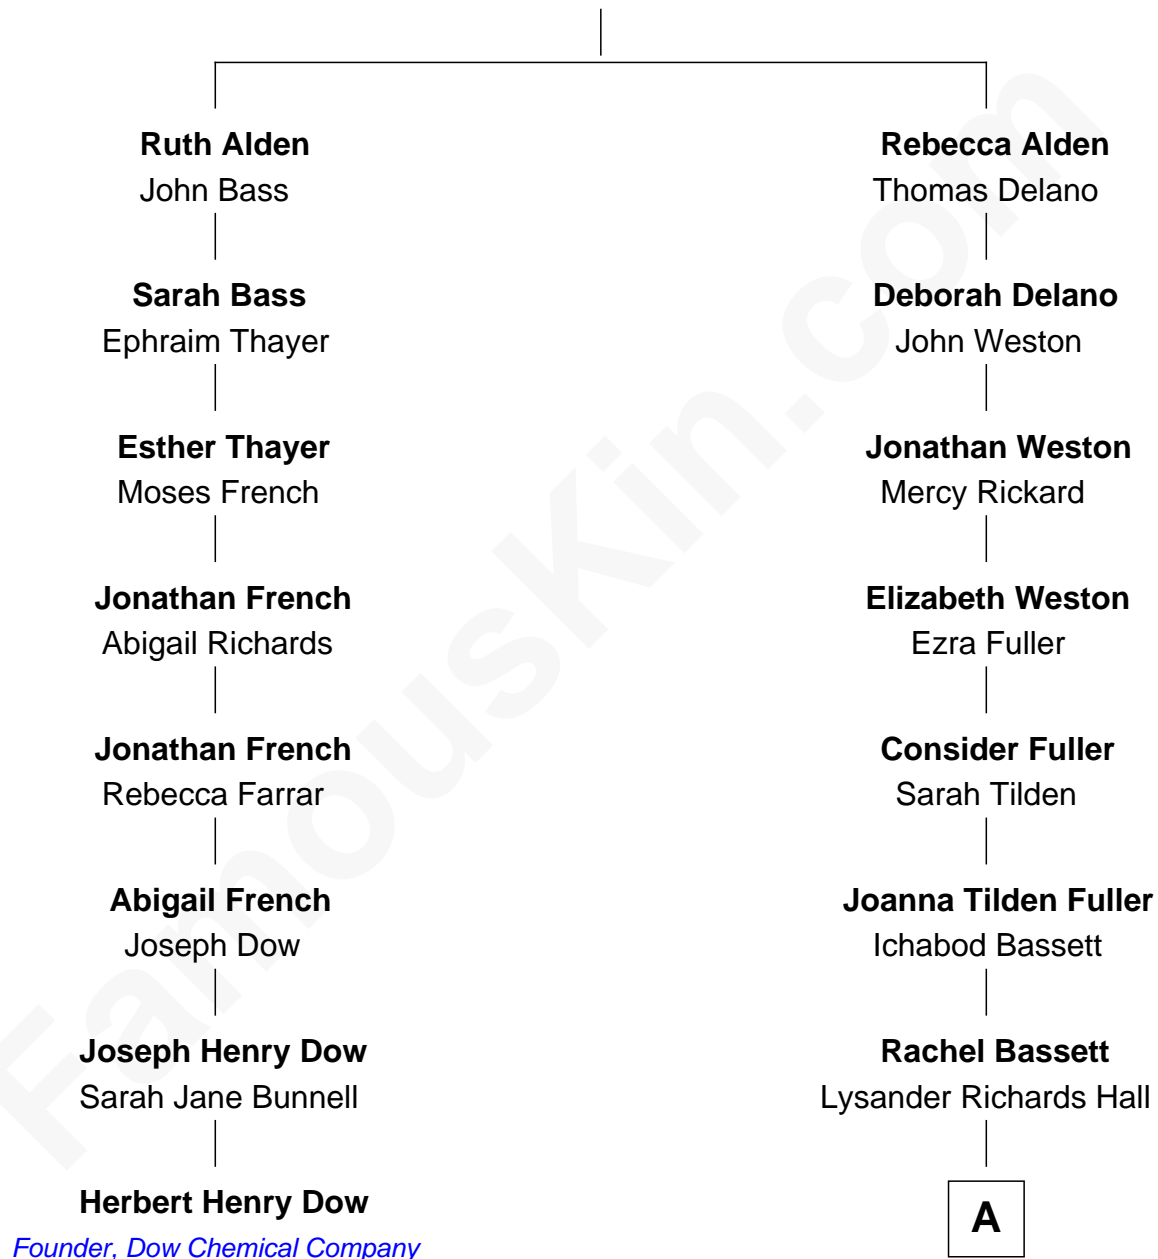 Ruth Alden
John Bass
Sarah Bass
Ephraim Thayer
Esther Thayer
Moses French
Jonathan French
Abigail Richards
Jonathan French
Rebecca Farrar
Abigail French
Joseph Dow
Joseph Henry Dow
Sarah Jane Bunnell
Herbert Henry Dow
Founder, Dow Chemical Company
Rebecca Alden
Thomas Delano
Deborah Delano
John Weston
Jonathan Weston
Mercy Rickard
Elizabeth Weston
Ezra Fuller
Consider Fuller
Sarah Tilden
Joanna Tilden Fuller
Ichabod Bassett
Rachel Bassett
Lysander Richards Hall
A
FamousKin.com